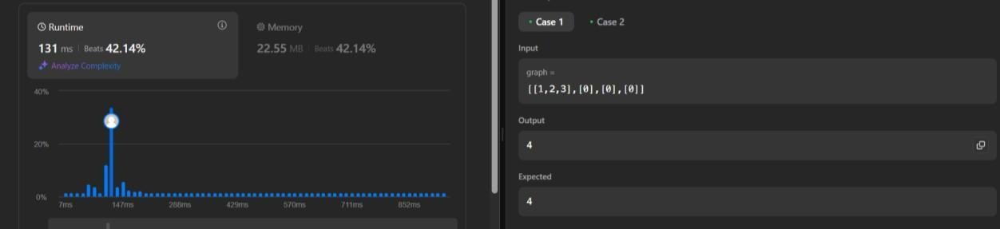 Runtime
131 ms | Beats 42.14%
Analyze Complexity
Memory
22.55 MB | Beats 42.14%
40%
20%
0%
7ms 147ms 288ms 429ms 570ms 711ms 852ms
Case 1 Case 2
Input
graph =
[[1,2,3],[0],[0],[0]]
Output
4
Expected
4